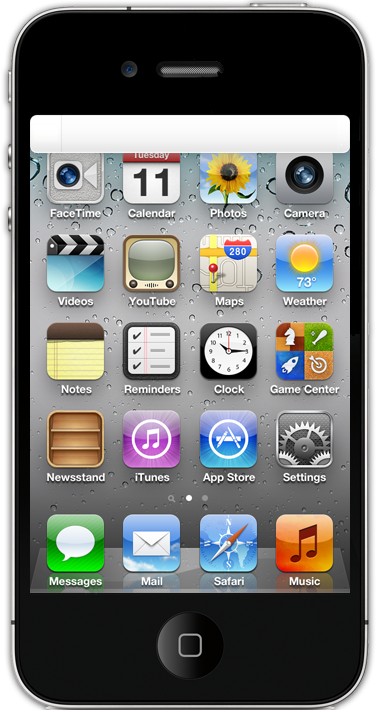 Tuesday
11
FaceTime Calendar Photos Camera
280
73°
Videos YouTube Maps Weather
Notes Reminders Clock Game Center
Newsstand iTunes App Store Settings
Messages Mail Safari Music